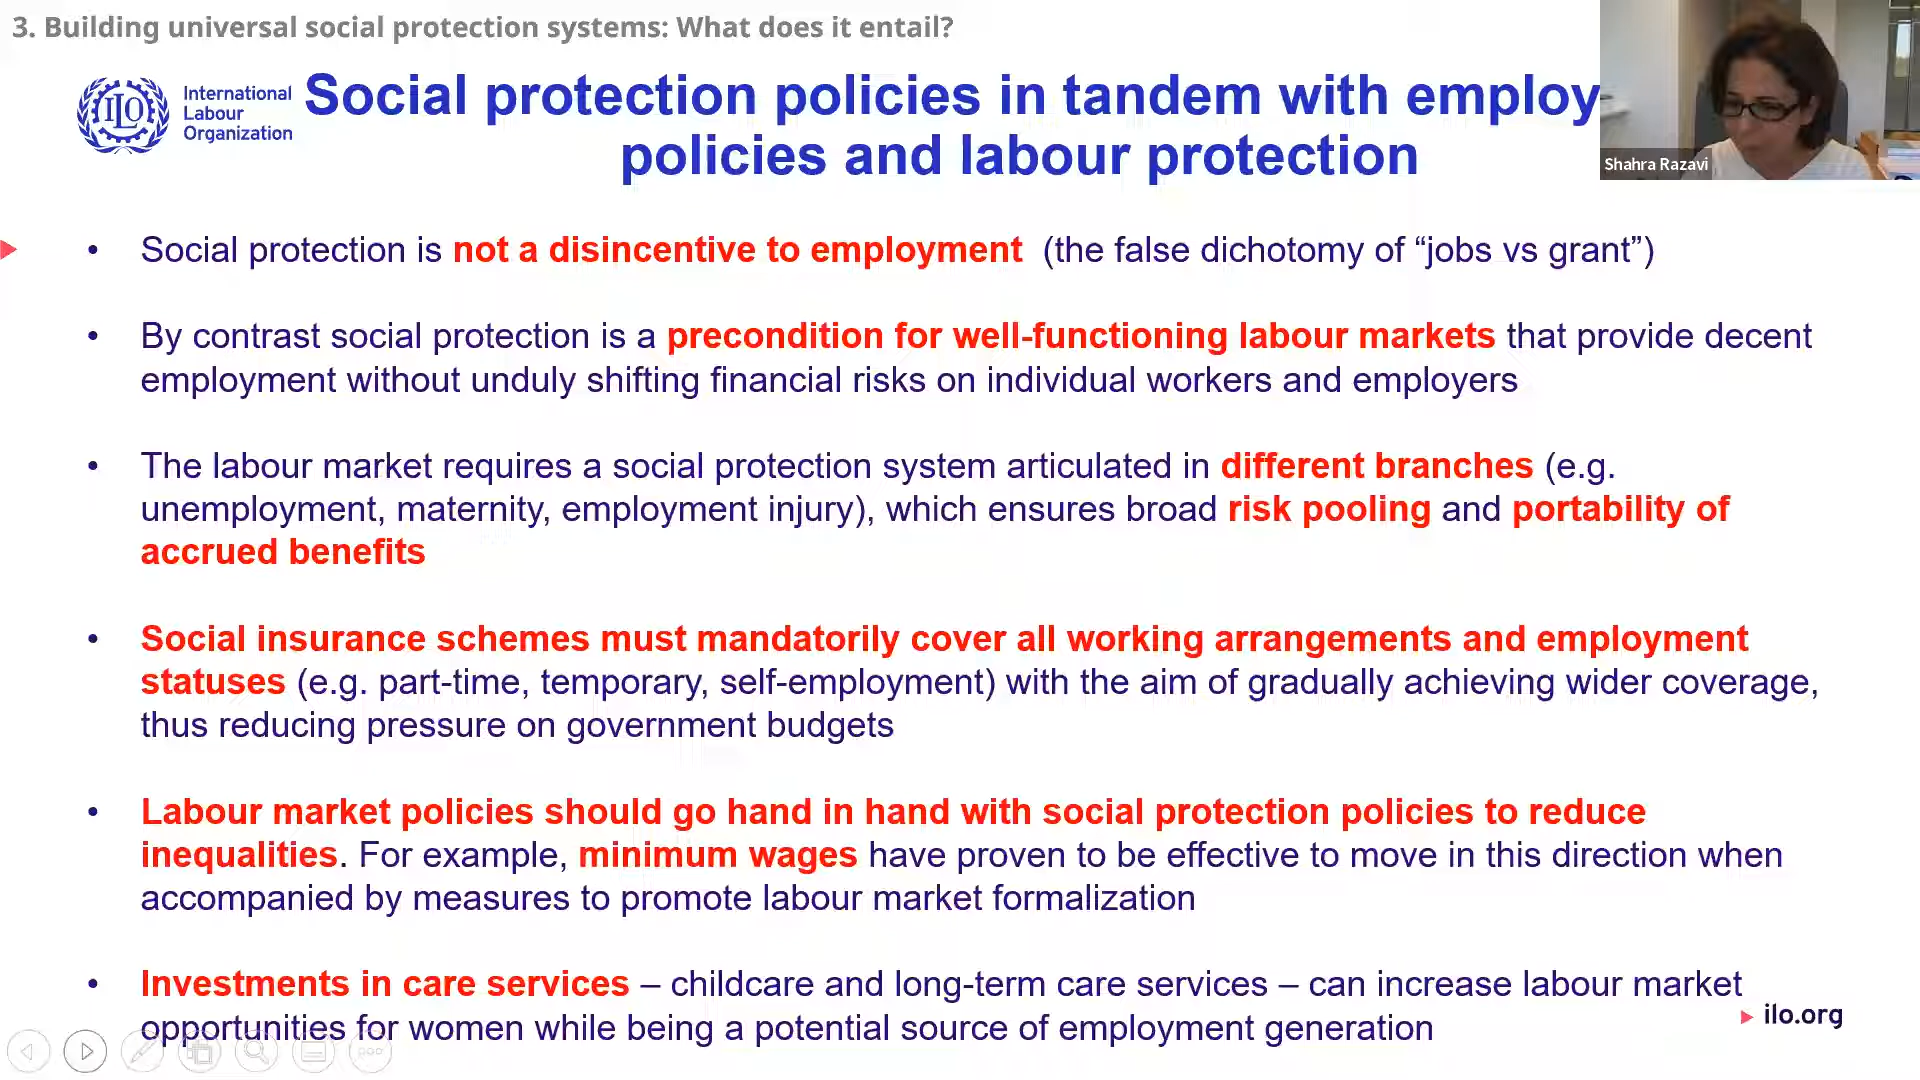 3. Building universal social protection systems: What does it entail?
ILO
International
Labour
Organization
Social protection policies in tandem with employ
policies and labour protection
Shahra Razavi
• Social protection is not a disincentive to employment (the false dichotomy of “jobs vs grant”)
• By contrast social protection is a precondition for well-functioning labour markets that provide decent
employment without unduly shifting financial risks on individual workers and employers
• The labour market requires a social protection system articulated in different branches (e.g.
unemployment, maternity, employment injury), which ensures broad risk pooling and portability of
accrued benefits
• Social insurance schemes must mandatorily cover all working arrangements and employment
statuses (e.g. part-time, temporary, self-employment) with the aim of gradually achieving wider coverage,
thus reducing pressure on government budgets
• Labour market policies should go hand in hand with social protection policies to reduce
inequalities. For example, minimum wages have proven to be effective to move in this direction when
accompanied by measures to promote labour market formalization
• Investments in care services – childcare and long-term care services – can increase labour market
opportunities for women while being a potential source of employment generation
ilo.org